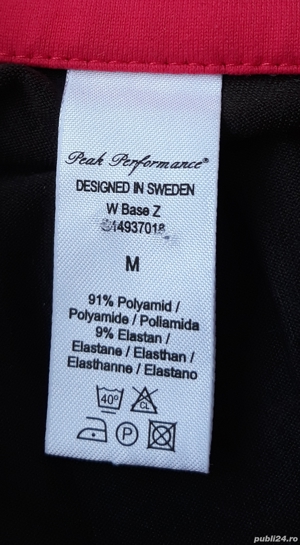 Peak Performance®
DESIGNED IN SWEDEN
W Base Z
M
91% Polyamid /
Polyamide / Poliamida
9% Elastan /
Elastane / Elasthan /
Elasthanne / Elastano
40°
CL
P
publi24.ro